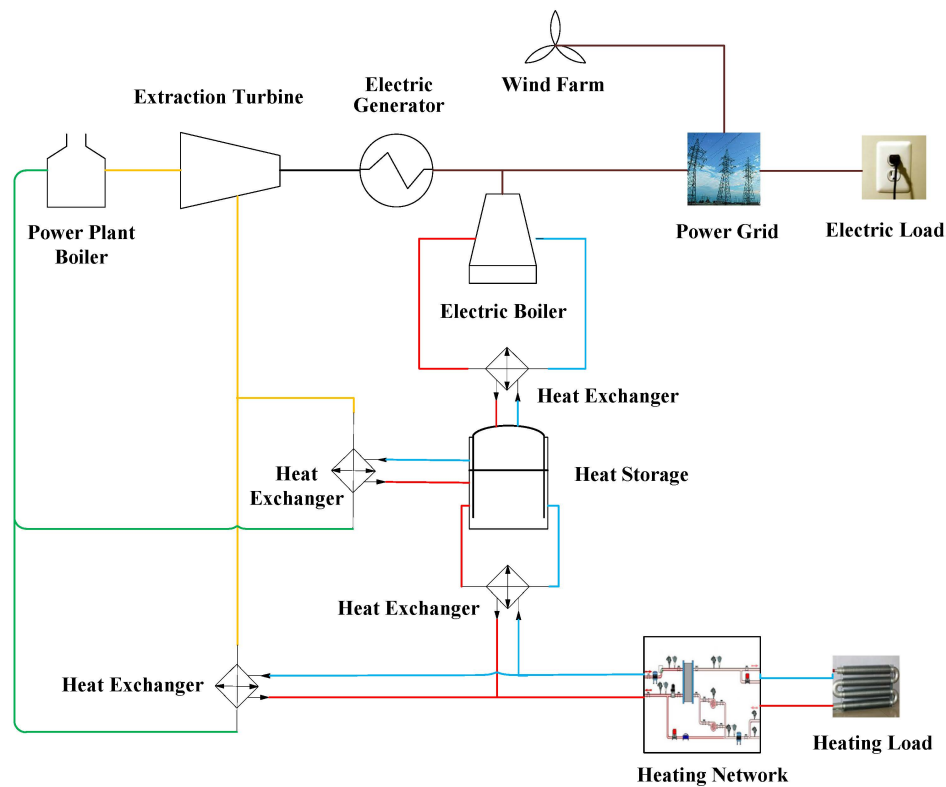 Wind Farm
Electric
Generator
Extraction Turbine
Power Plant
Boiler
Power Grid
Electric Load
Electric Boiler
Heat Exchanger
Heat
Exchanger
Heat Storage
Heat Exchanger
Heat Exchanger
Heating Network
Heating Load